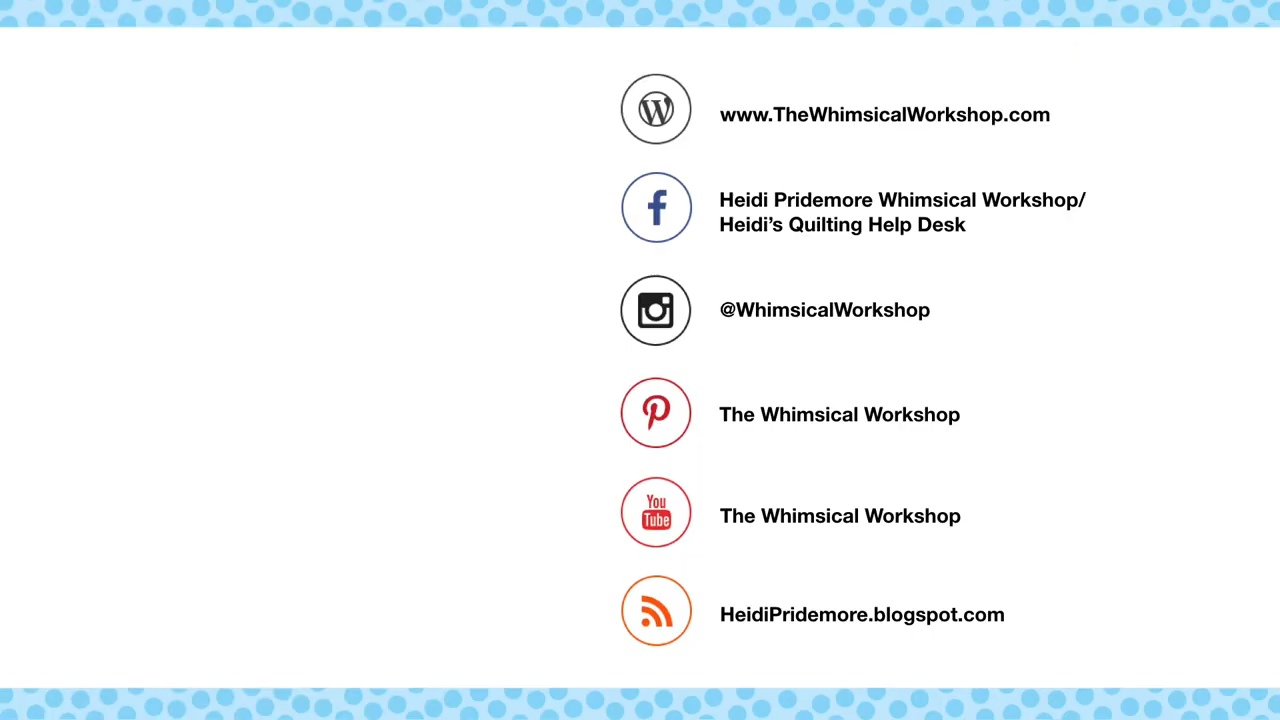 www.TheWhimsicalWorkshop.com
Heidi Pridemore Whimsical Workshop/
Heidi’s Quilting Help Desk
@WhimsicalWorkshop
The Whimsical Workshop
You
Tube
The Whimsical Workshop
HeidiPridemore.blogspot.com